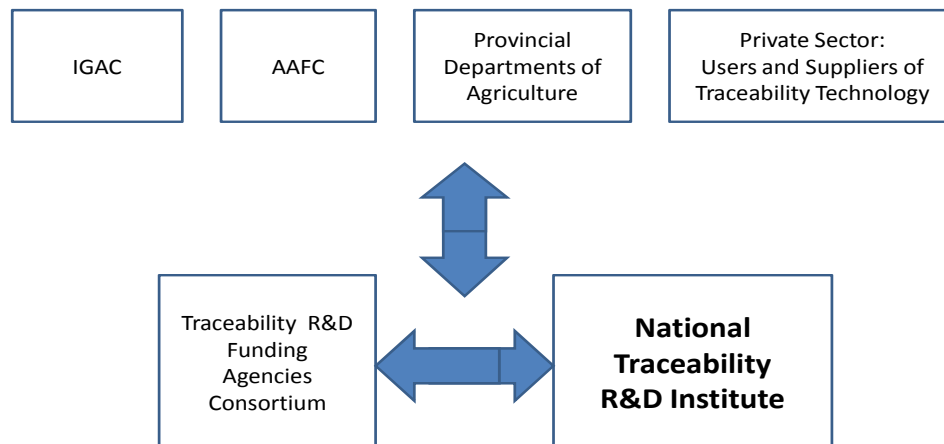 IGAC
AAFC
Provincial
Departments of
Agriculture
Private Sector:
Users and Suppliers of
Traceability Technology
Traceability R&D
Funding
Agencies
Consortium
National
Traceability
R&D Institute